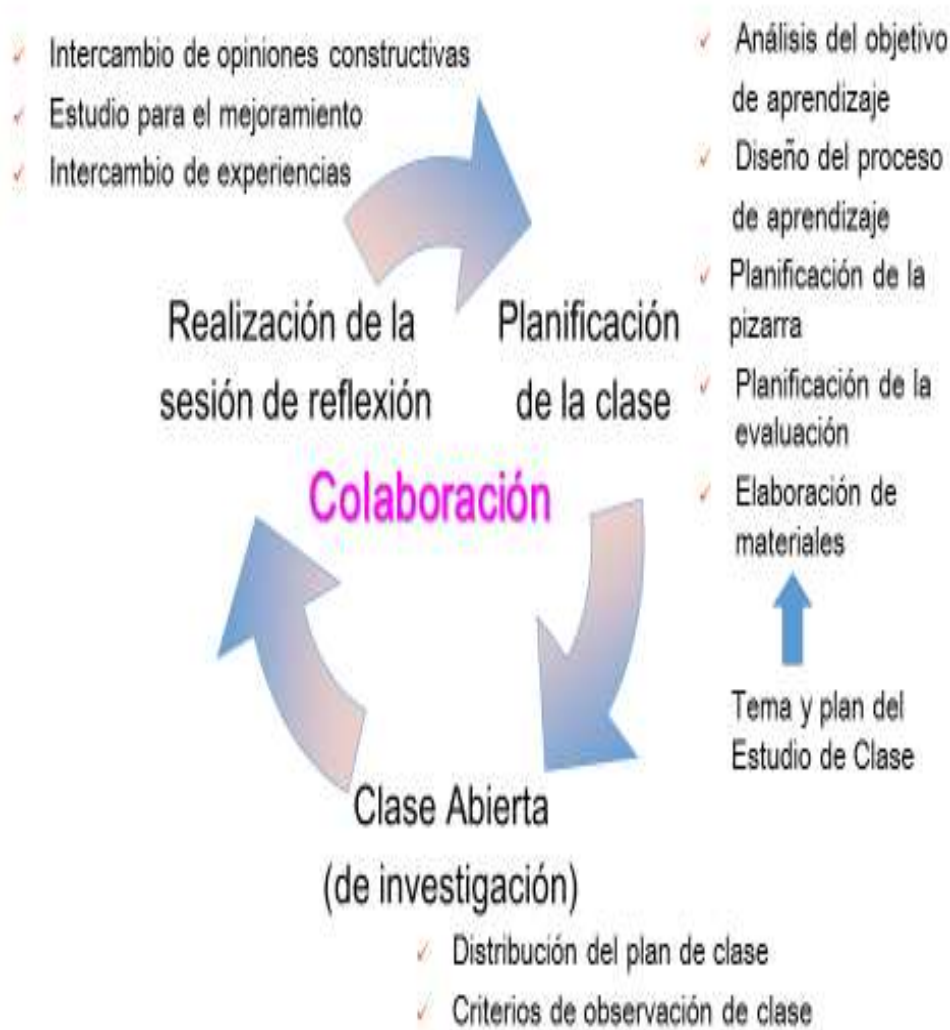 Intercambio de opiniones constructivas
Estudio para el mejoramiento
Intercambio de experiencias
Análisis del objetivo
de aprendizaje
Diseño del proceso
de aprendizaje
Planificación de la
pizarra
Planificación de la
evaluación
Elaboración de
materiales
Realización de la
sesión de reflexión
Planificación
de la clase
Colaboración
Tema y plan del
Estudio de Clase
Clase Abierta
(de investigación)
Distribución del plan de clase
Criterios de observación de clase